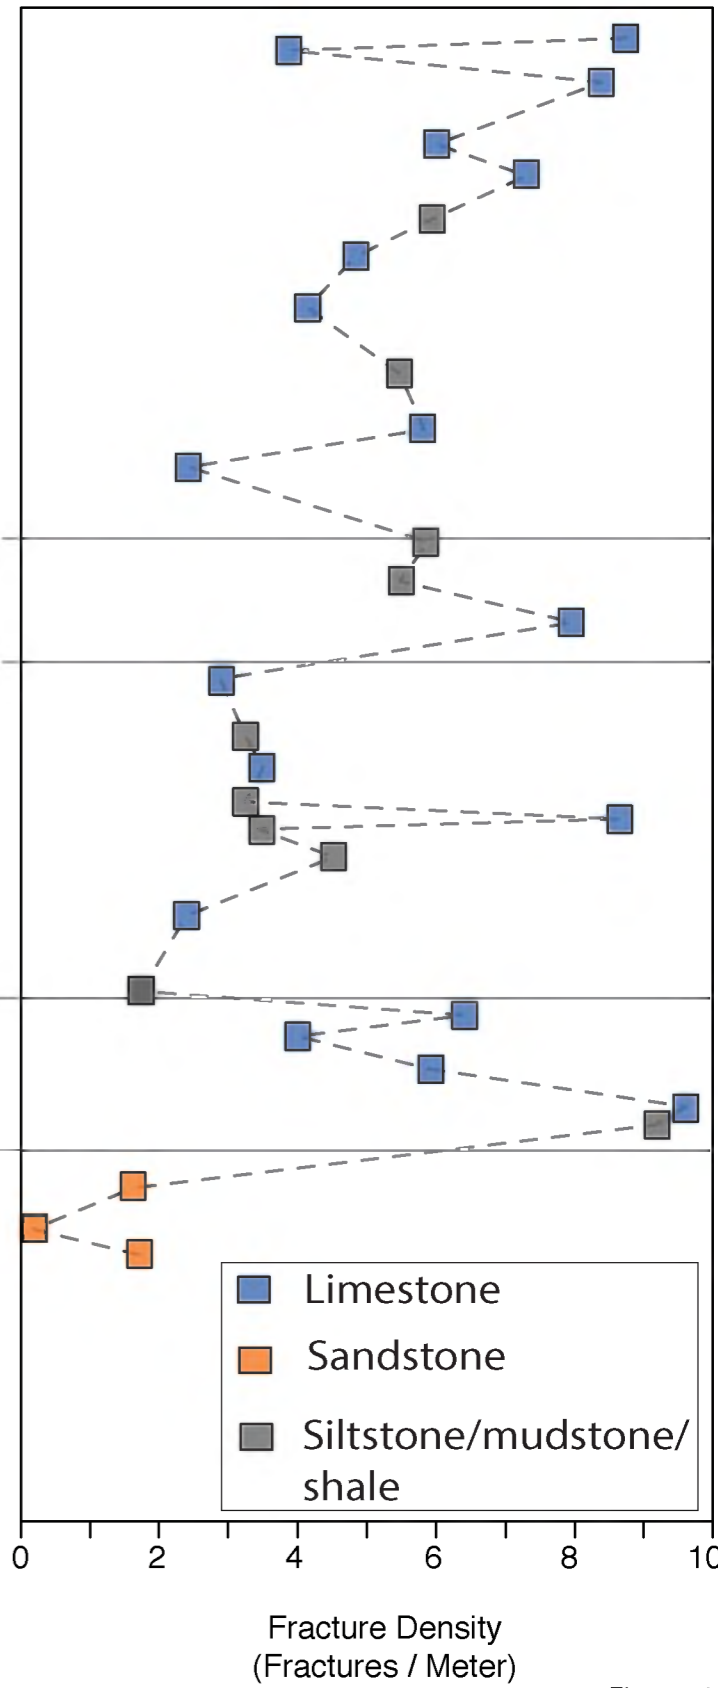 Limestone
Sandstone
Siltstone/mudstone/
shale
0 2 4 6 8 10
Fracture Density
(Fractures / Meter)